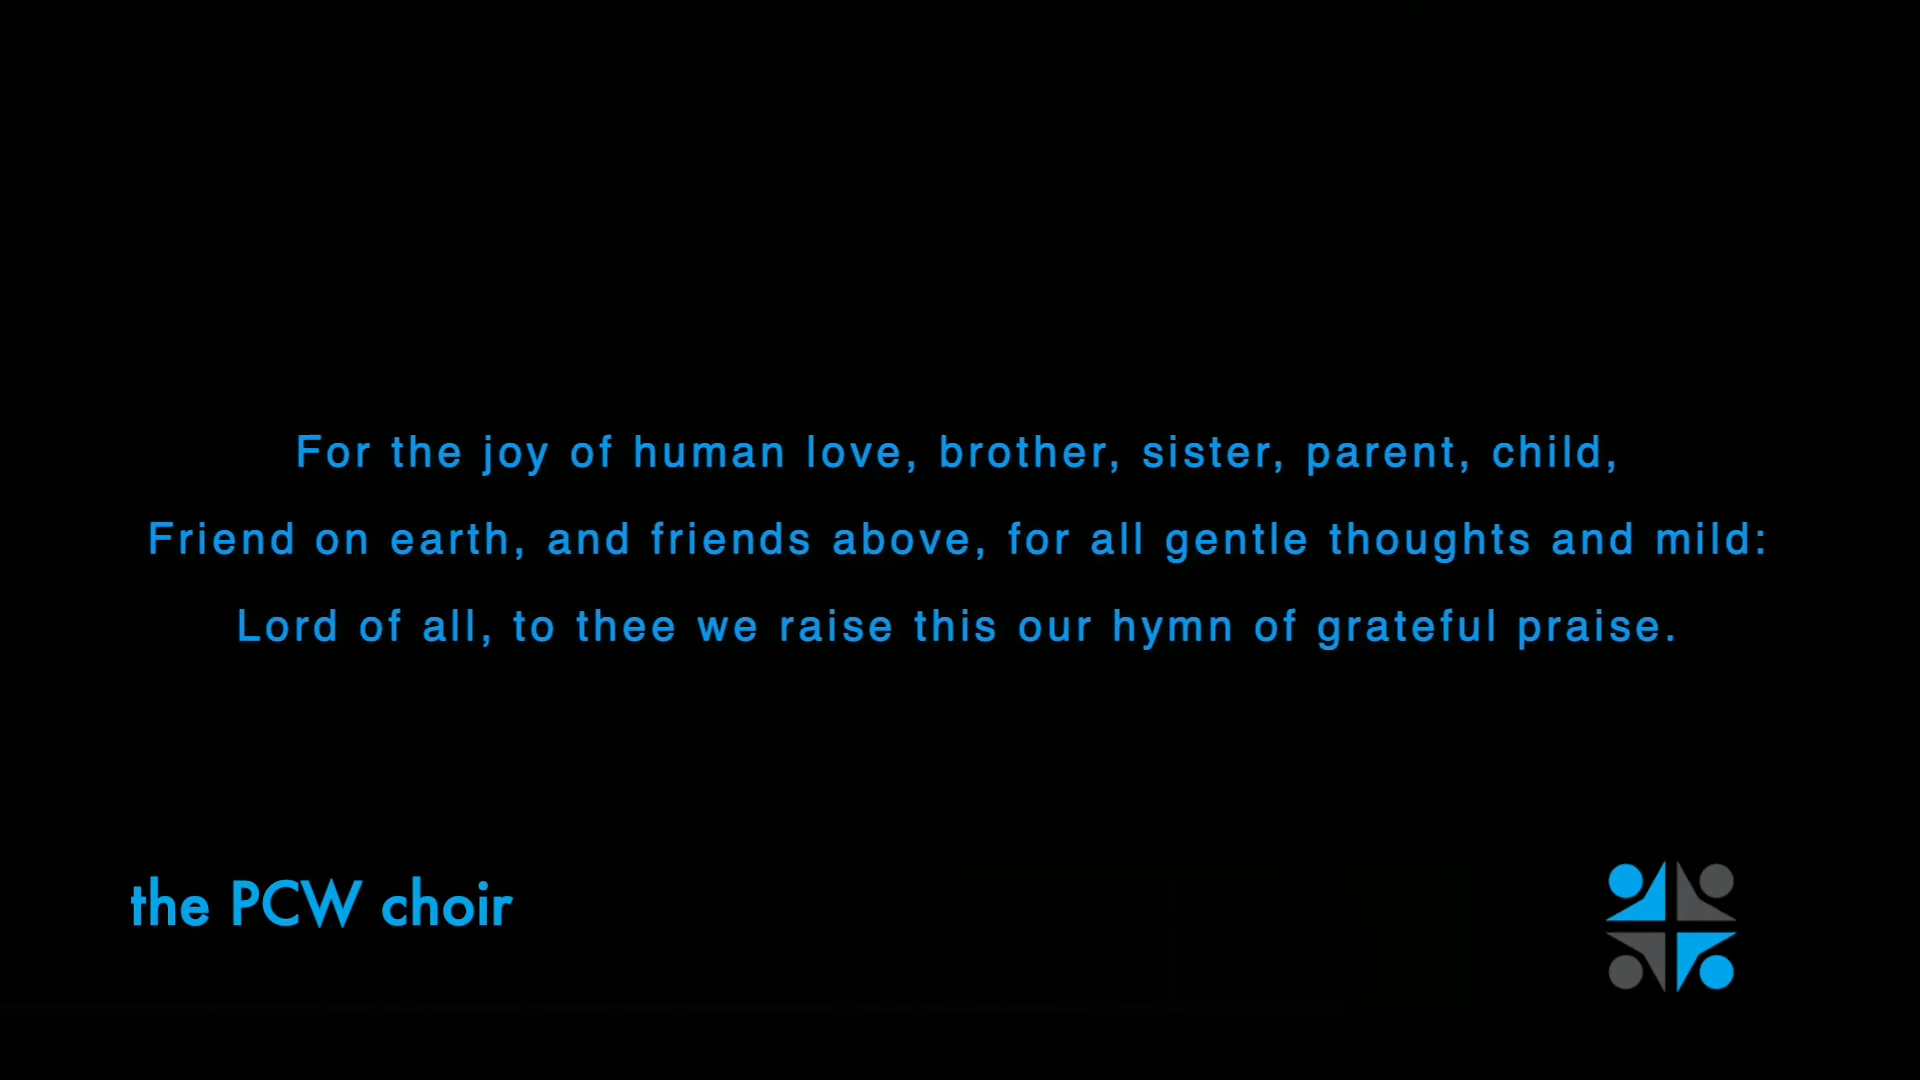 For the joy of human love, brother, sister, parent, child,
Friend on earth, and friends above, for all gentle thoughts and mild:
Lord of all, to thee we raise this our hymn of grateful praise.
the PCW choir